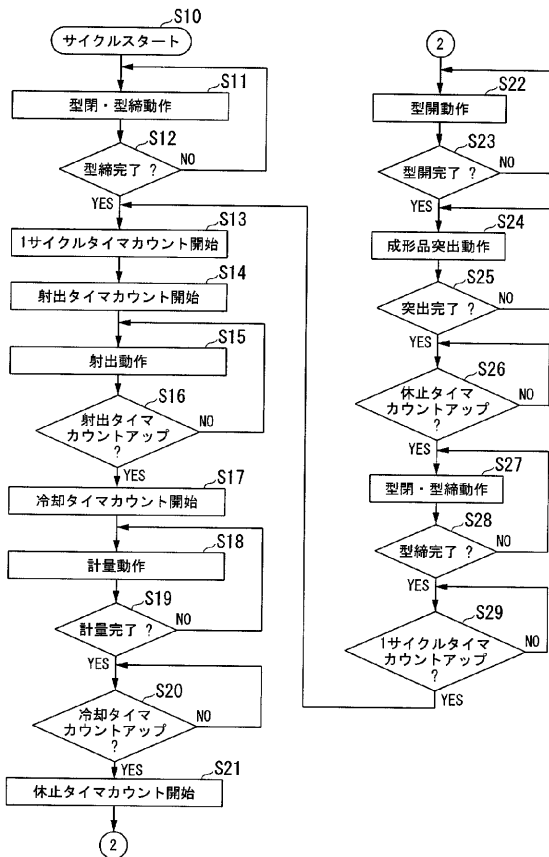 S10
サイクルスタート
S11
型閉・型締動作
S12
型締完了 ?
NO
YES
S13
1サイクルタイマカウント開始
S14
射出タイマカウント開始
S15
射出動作
S16
射出タイマ
カウントアップ
?
NO
YES
S17
冷却タイマカウント開始
S18
計量動作
S19
計量完了 ?
NO
YES
S20
冷却タイマ
カウントアップ
?
NO
YES
S21
休止タイマカウント開始
2
2
S22
型開動作
S23
型開完了 ?
NO
YES
S24
成形品突出動作
S25
突出完了 ?
NO
YES
S26
休止タイマ
カウントアップ
?
NO
YES
S27
型閉・型締動作
S28
型締完了 ?
NO
YES
S29
1サイクルタイマ
カウントアップ
?
NO
YES